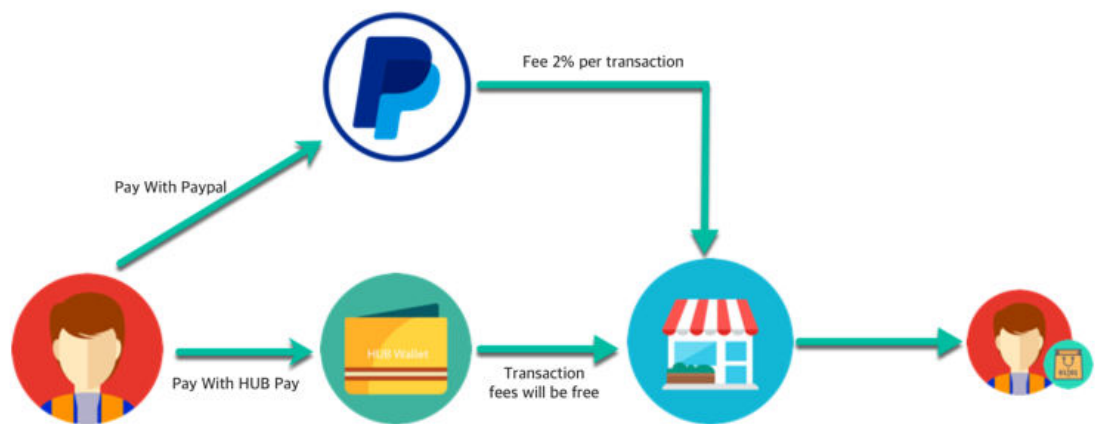 Fee 2% per transaction
Pay With Paypal
HUB Wallet
Pay With HUB Pay
Transaction
fees will be free